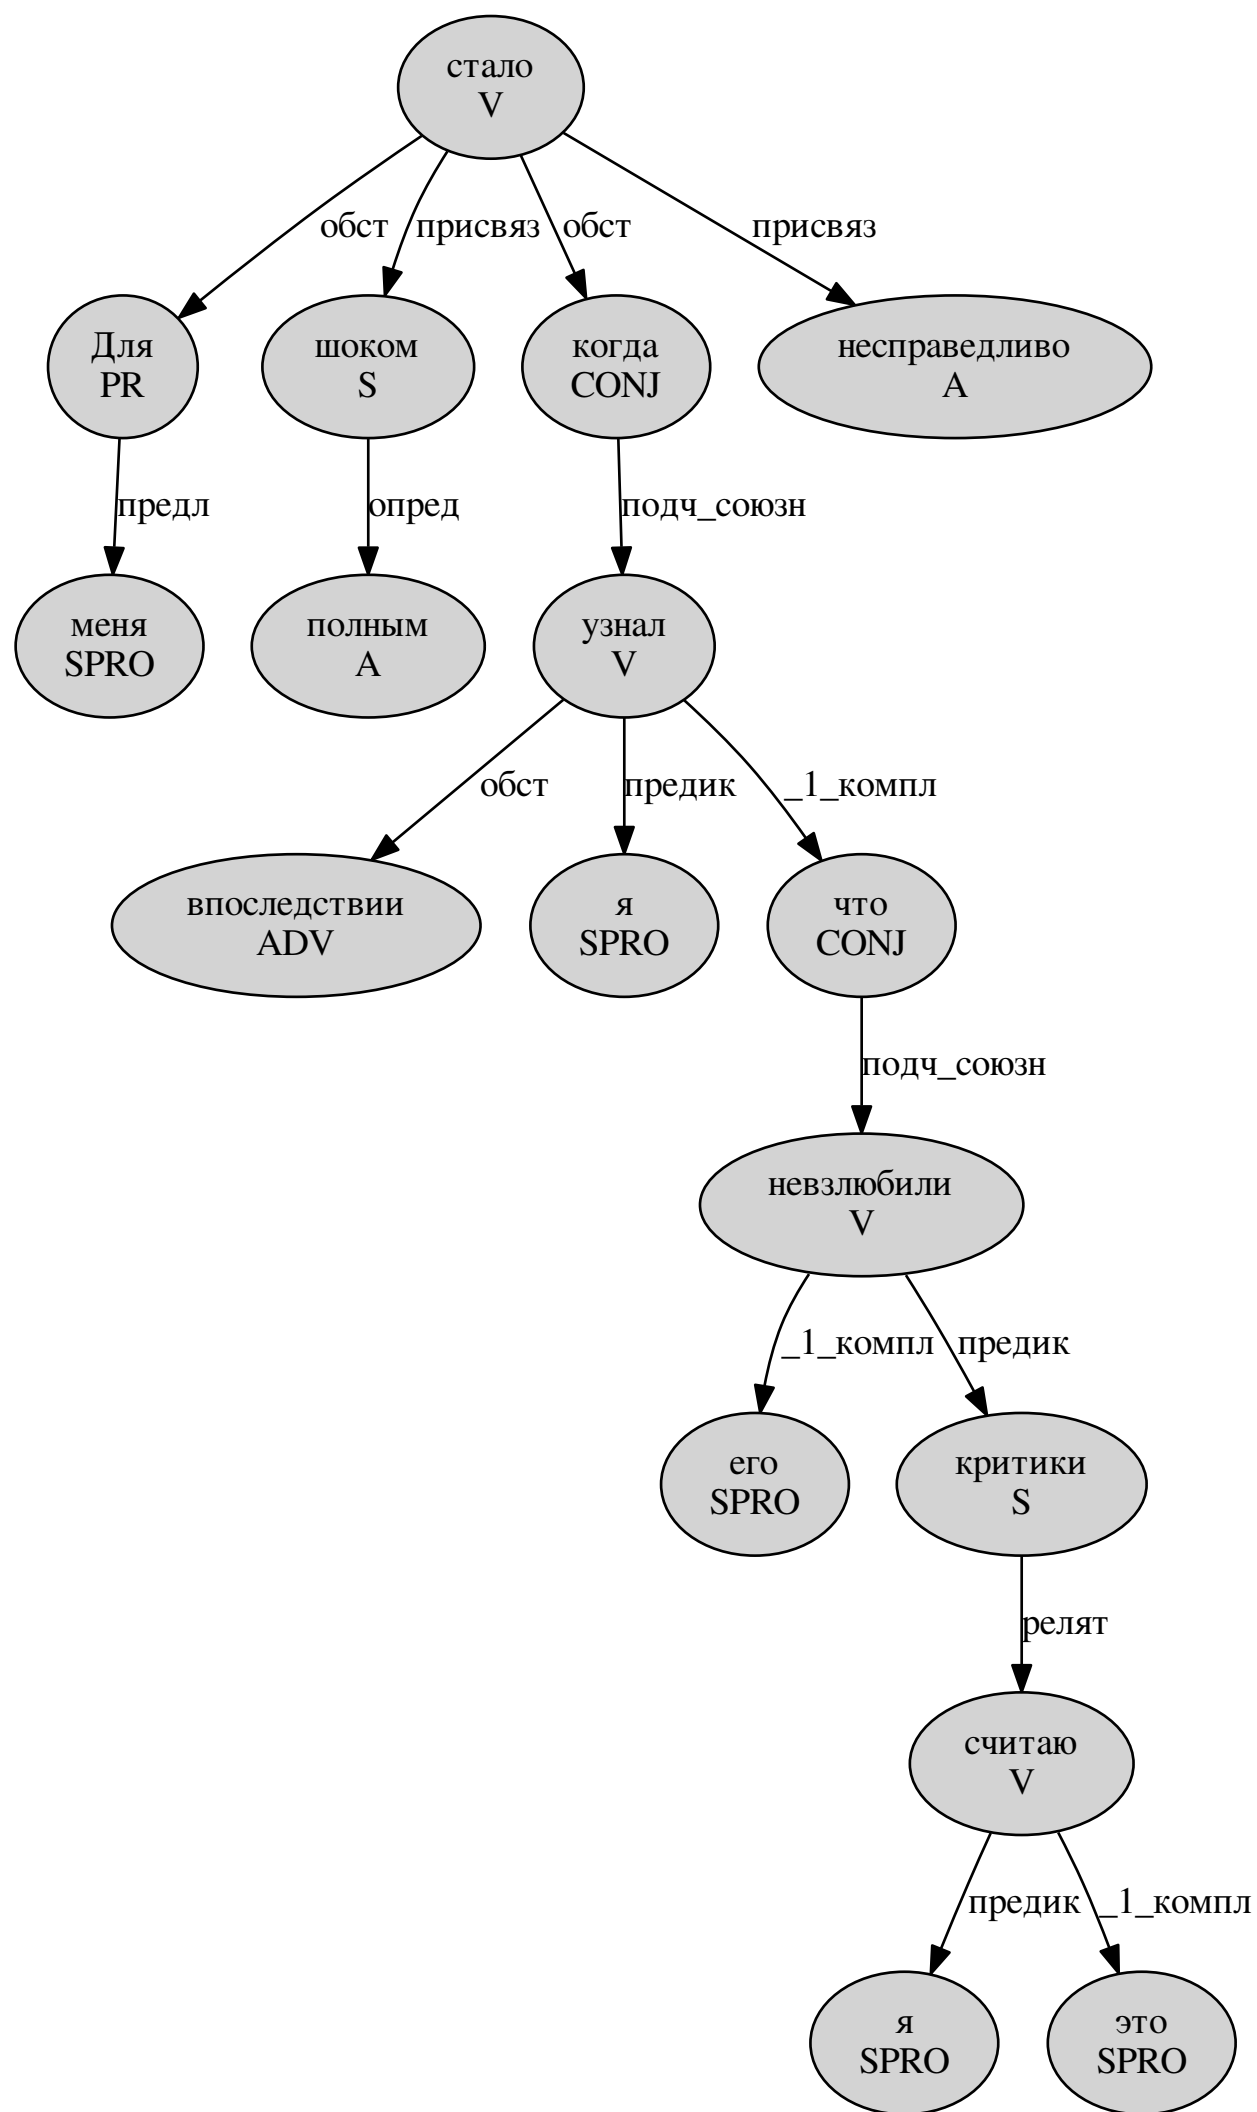 стало
V
обст
присвяз
обст
присвяз
Для
PR
шоком
S
когда
CONJ
несправедливо
A
предл
опред
подч_союзн
меня
SPRO
полным
A
узнал
V
обст
предик
_1_компл
впоследствии
ADV
я
SPRO
что
CONJ
подч_союзн
невзлюбили
V
_1_компл
предик
его
SPRO
критики
S
релят
считаю
V
предик
_1_компл
я
SPRO
это
SPRO